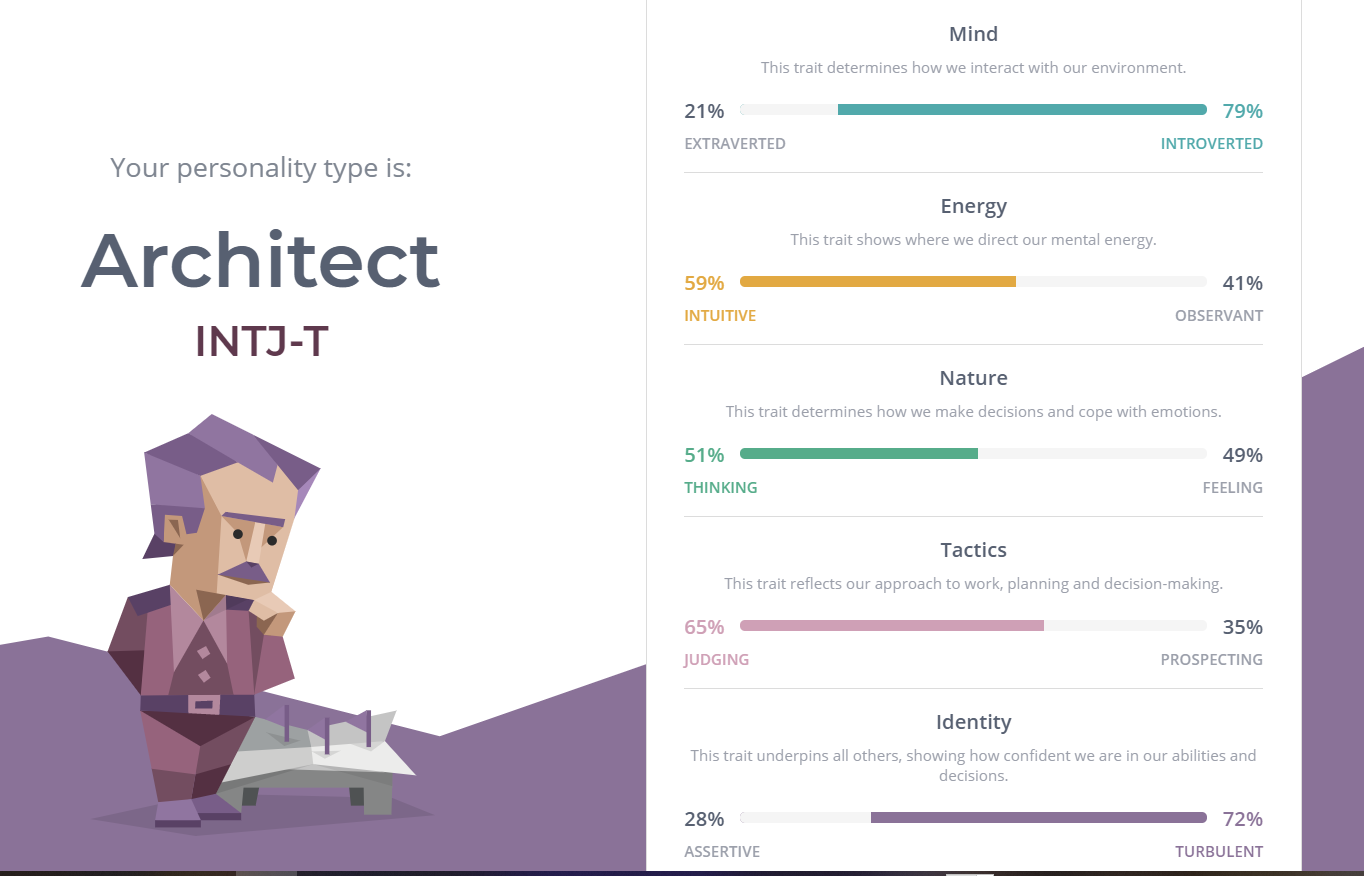 Your personality type is:
Architect
INTJ-T
Mind
This trait determines how we interact with our environment.
21% 79%
EXTRAVERTED INTROVERTED
Energy
This trait shows where we direct our mental energy.
59% 41%
INTUITIVE OBSERVANT
Nature
This trait determines how we make decisions and cope with emotions.
51% 49%
THINKING FEELING
Tactics
This trait reflects our approach to work, planning and decision-making.
65% 35%
JUDGING PROSPECTING
Identity
This trait underpins all others, showing how confident we are in our abilities and
decisions.
28% 72%
ASSERTIVE TURBULENT